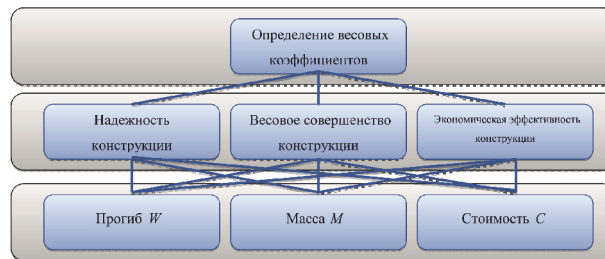 Определение весовых
коэффициентов
Надежность
конструкции
Весовое совершенство
конструкции
Экономическая эффективность
конструкции
Прогиб W
Масса M
Стоимость C